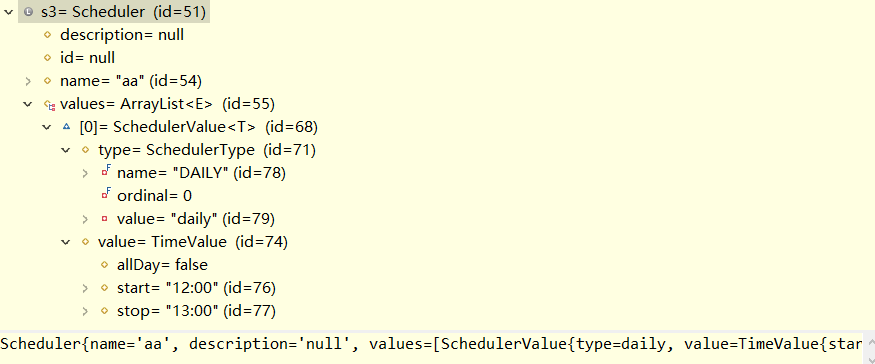 s3= Scheduler (id=51)
description= null
id= null
name= "aa" (id=54)
values= ArrayList<E> (id=55)
[0]= SchedulerValue<T> (id=68)
type= SchedulerType (id=71)
name= "DAILY" (id=78)
ordinal= 0
value= "daily" (id=79)
value= TimeValue (id=74)
allDay= false
start= "12:00" (id=76)
stop= "13:00" (id=77)
Scheduler{name='aa', description='null', values=[SchedulerValue{type=daily, value=TimeValue{star